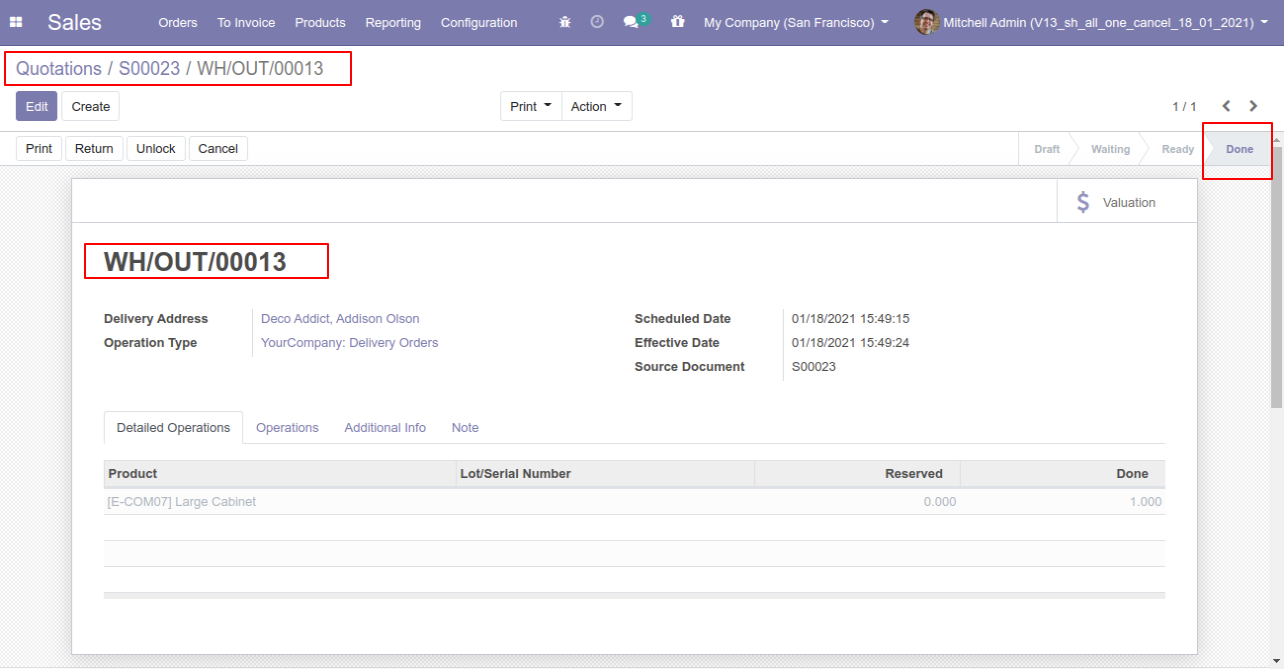 Sales Orders To Invoice Products Reporting Configuration 3 My Company (San Francisco) Mitchell Admin (V13_sh_all_one_cancel_18_01_2021)
Quotations / S00023 / WH/OUT/00013
Edit Create Print Action 1 / 1
Print Return Unlock Cancel Draft Waiting Ready Done
$ Valuation
WH/OUT/00013
Delivery Address Deco Addict, Addison Olson Scheduled Date 01/18/2021 15:49:15
Operation Type YourCompany: Delivery Orders Effective Date 01/18/2021 15:49:24
Source Document S00023
Detailed Operations Operations Additional Info Note
Product Lot/Serial Number Reserved Done
[E-COM07] Large Cabinet 0.000 1.000